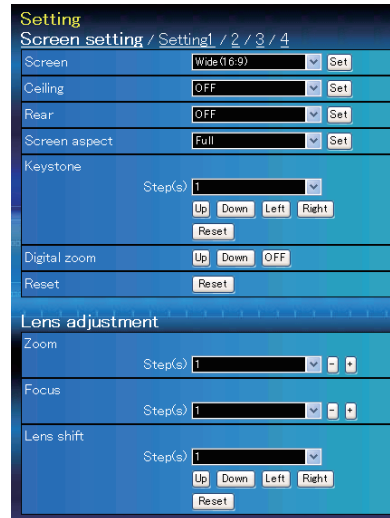 Setting
Screen setting / Setting1 / 2 / 3 / 4
Screen Wide(16:9) Set
Ceiling OFF Set
Rear OFF Set
Screen aspect Full Set
Keystone
Step(s) 1
Up Down Left Right
Reset
Digital zoom Up Down OFF
Reset Reset
Lens adjustment
Zoom
Step(s) 1 - +
Focus
Step(s) 1 - +
Lens shift
Step(s) 1
Up Down Left Right
Reset